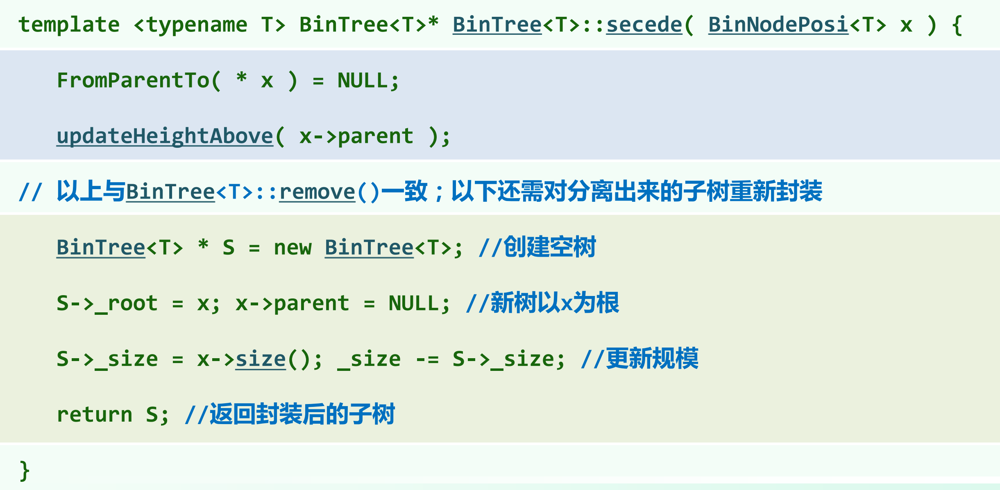 template <typename T> BinTree<T>* BinTree<T>::secede( BinNodePosi<T> x ) {
FromParentTo( * x ) = NULL;
updateHeightAbove( x->parent );
// 以上与BinTree<T>::remove()一致；以下还需对分离出来的子树重新封装
BinTree<T> * S = new BinTree<T>; //创建空树
S->_root = x; x->parent = NULL; //新树以x为根
S->_size = x->size(); _size -= S->_size; //更新规模
return S; //返回封装后的子树
}